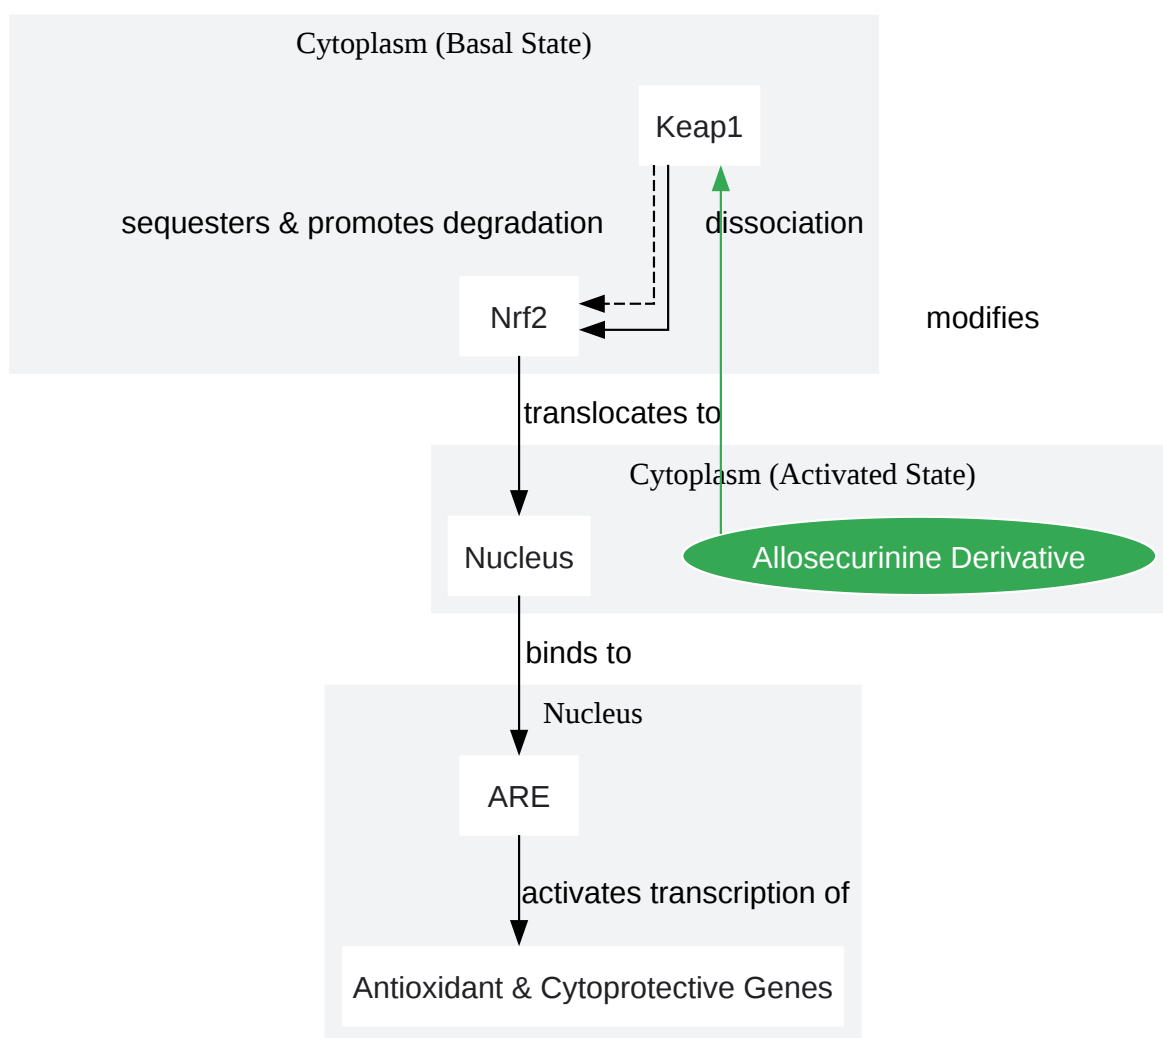 Cytoplasm (Basal State)
Keap1
sequesters & promotes degradation
dissociation
Nrf2
modifies
translocates to
Cytoplasm (Activated State)
Nucleus
Allosecurinine Derivative
binds to
Nucleus
ARE
activates transcription of
Antioxidant & Cytoprotective Genes